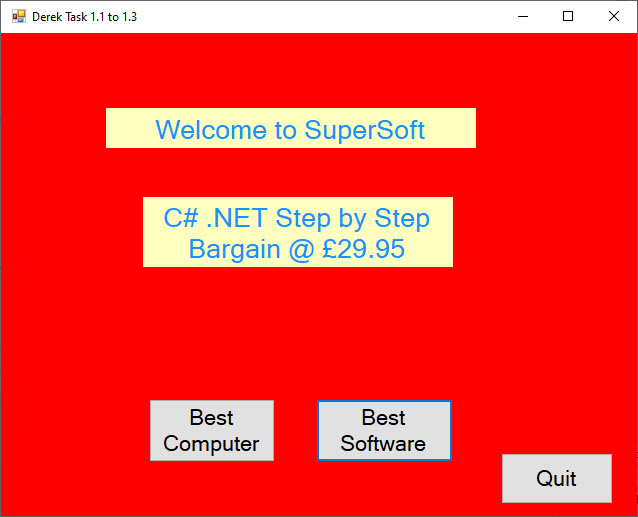 Derek Task 1.1 to 1.3
Welcome to SuperSoft
C# .NET Step by Step
Bargain @ £29.95
Best
Computer
Best
Software
Quit